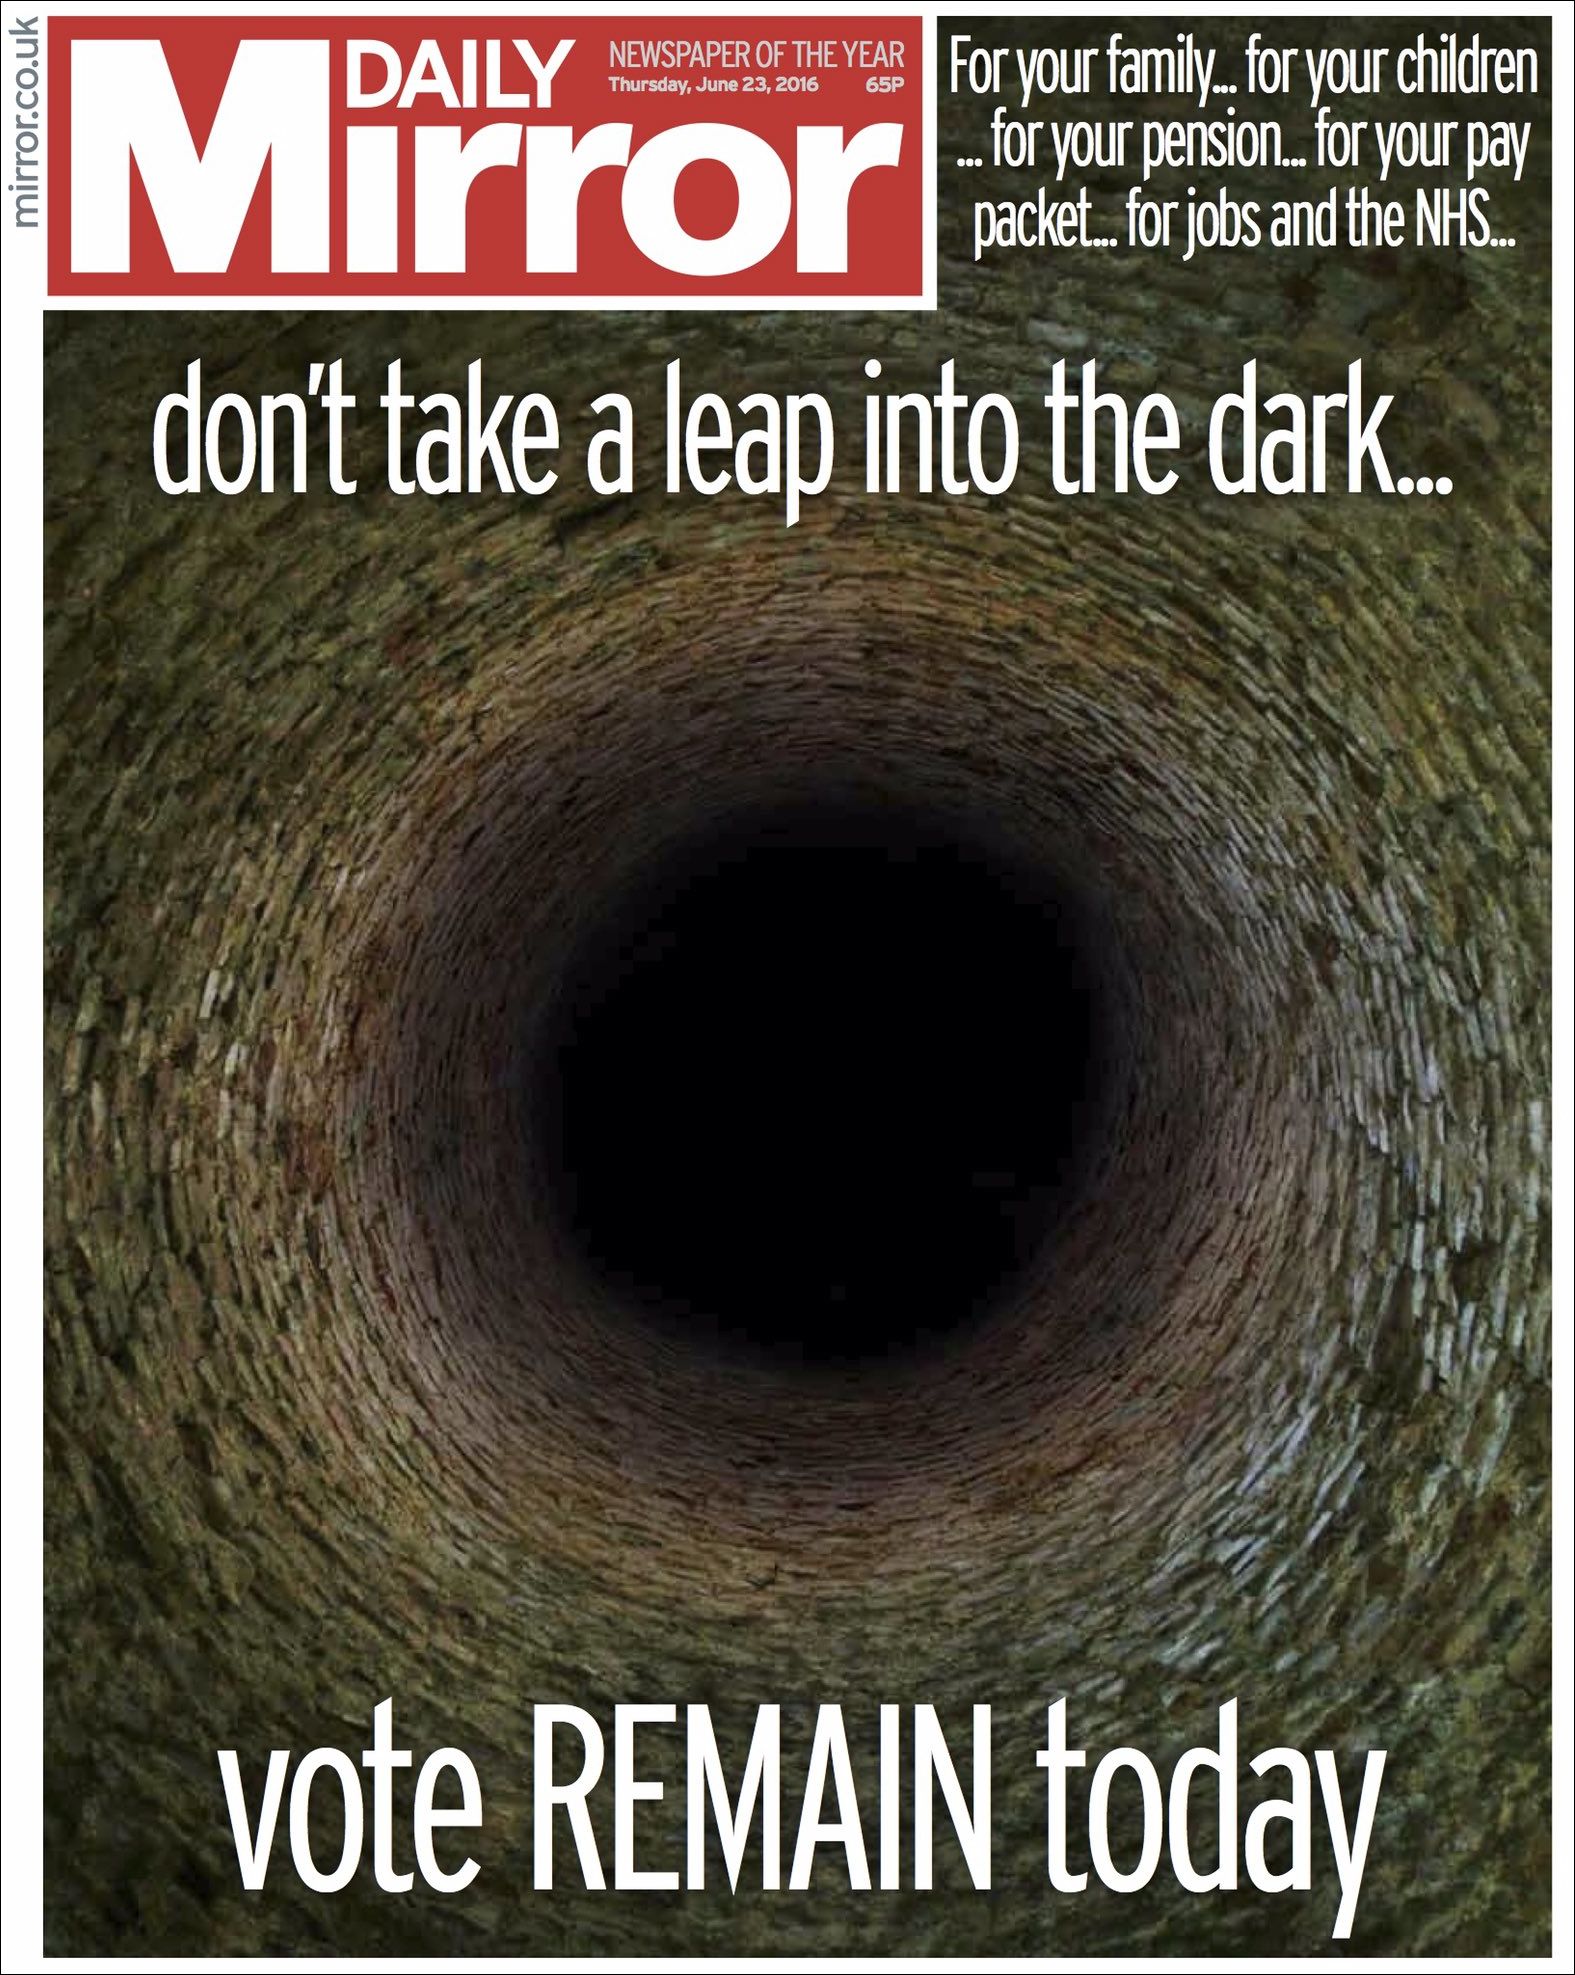 mirror.co.uk
DAILY
Mirror
NEWSPAPER OF THE YEAR
Thursday, June 23, 2016 65P
For your family... for your children
... for your pension... for your pay
packet... for jobs and the NHS...
don't take a leap into the dark...
vote REMAIN today